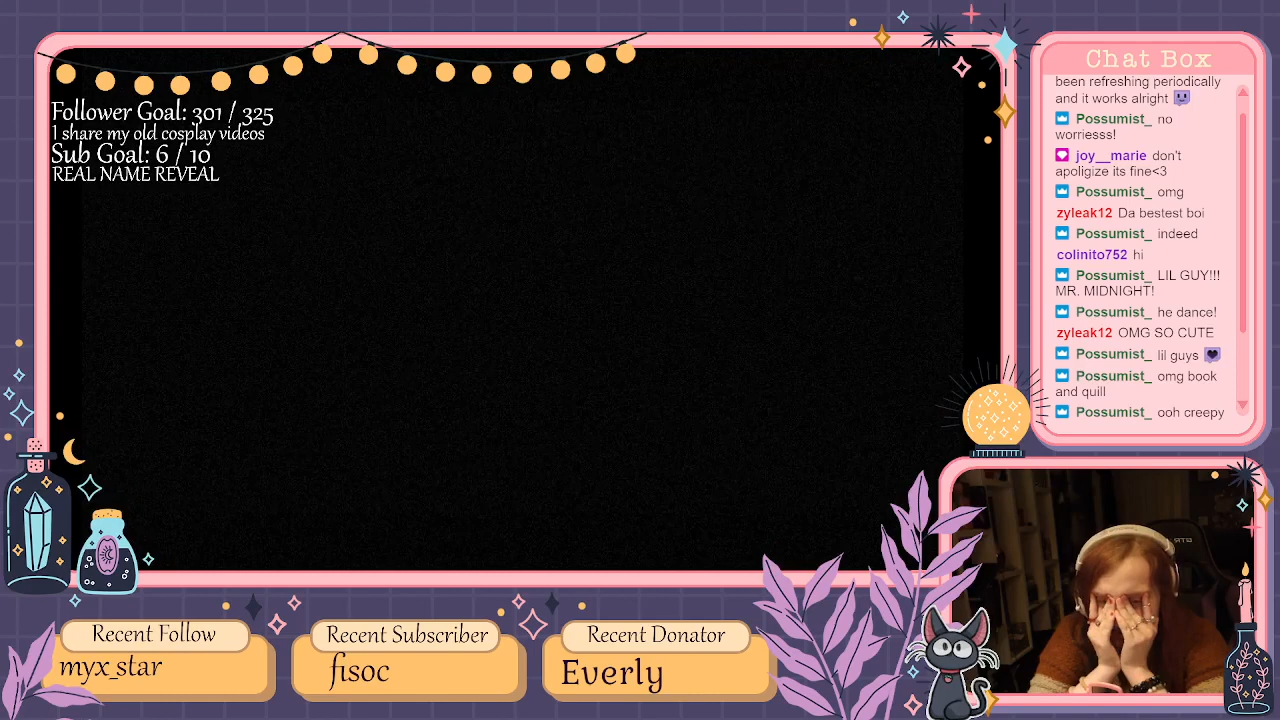 Chat Box
been refreshing periodically
and it works alright
Possumist_ no
worriesss!
joy__marie don't
apoligize its fine<3
Possumist_ omg
zyleak12 Da bestest boi
Possumist_ indeed
colinito752 hi
Possumist_ LIL GUY!!!
MR. MIDNIGHT!
Possumist_ he dance!
zyleak12 OMG SO CUTE
Possumist_ lil guys
Possumist_ omg book
and quill
Possumist_ ooh creepy
Follower Goal: 301 / 325
I share my old cosplay videos
Sub Goal: 6 / 10
REAL NAME REVEAL
Recent Follow
myx_star
Recent Subscriber
fisoc
Recent Donator
Everly